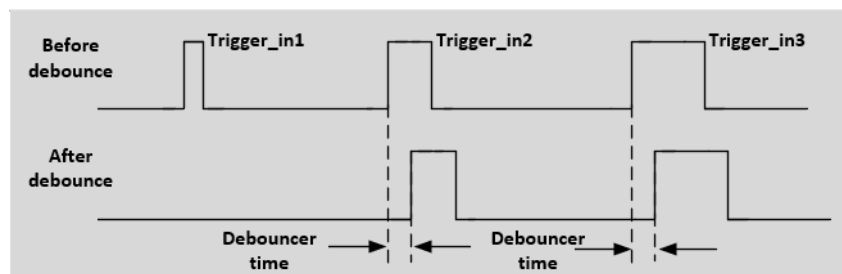 Before
debounce
Trigger_in1
Trigger_in2
Trigger_in3
After
debounce
Debouncer
time
Debouncer
time